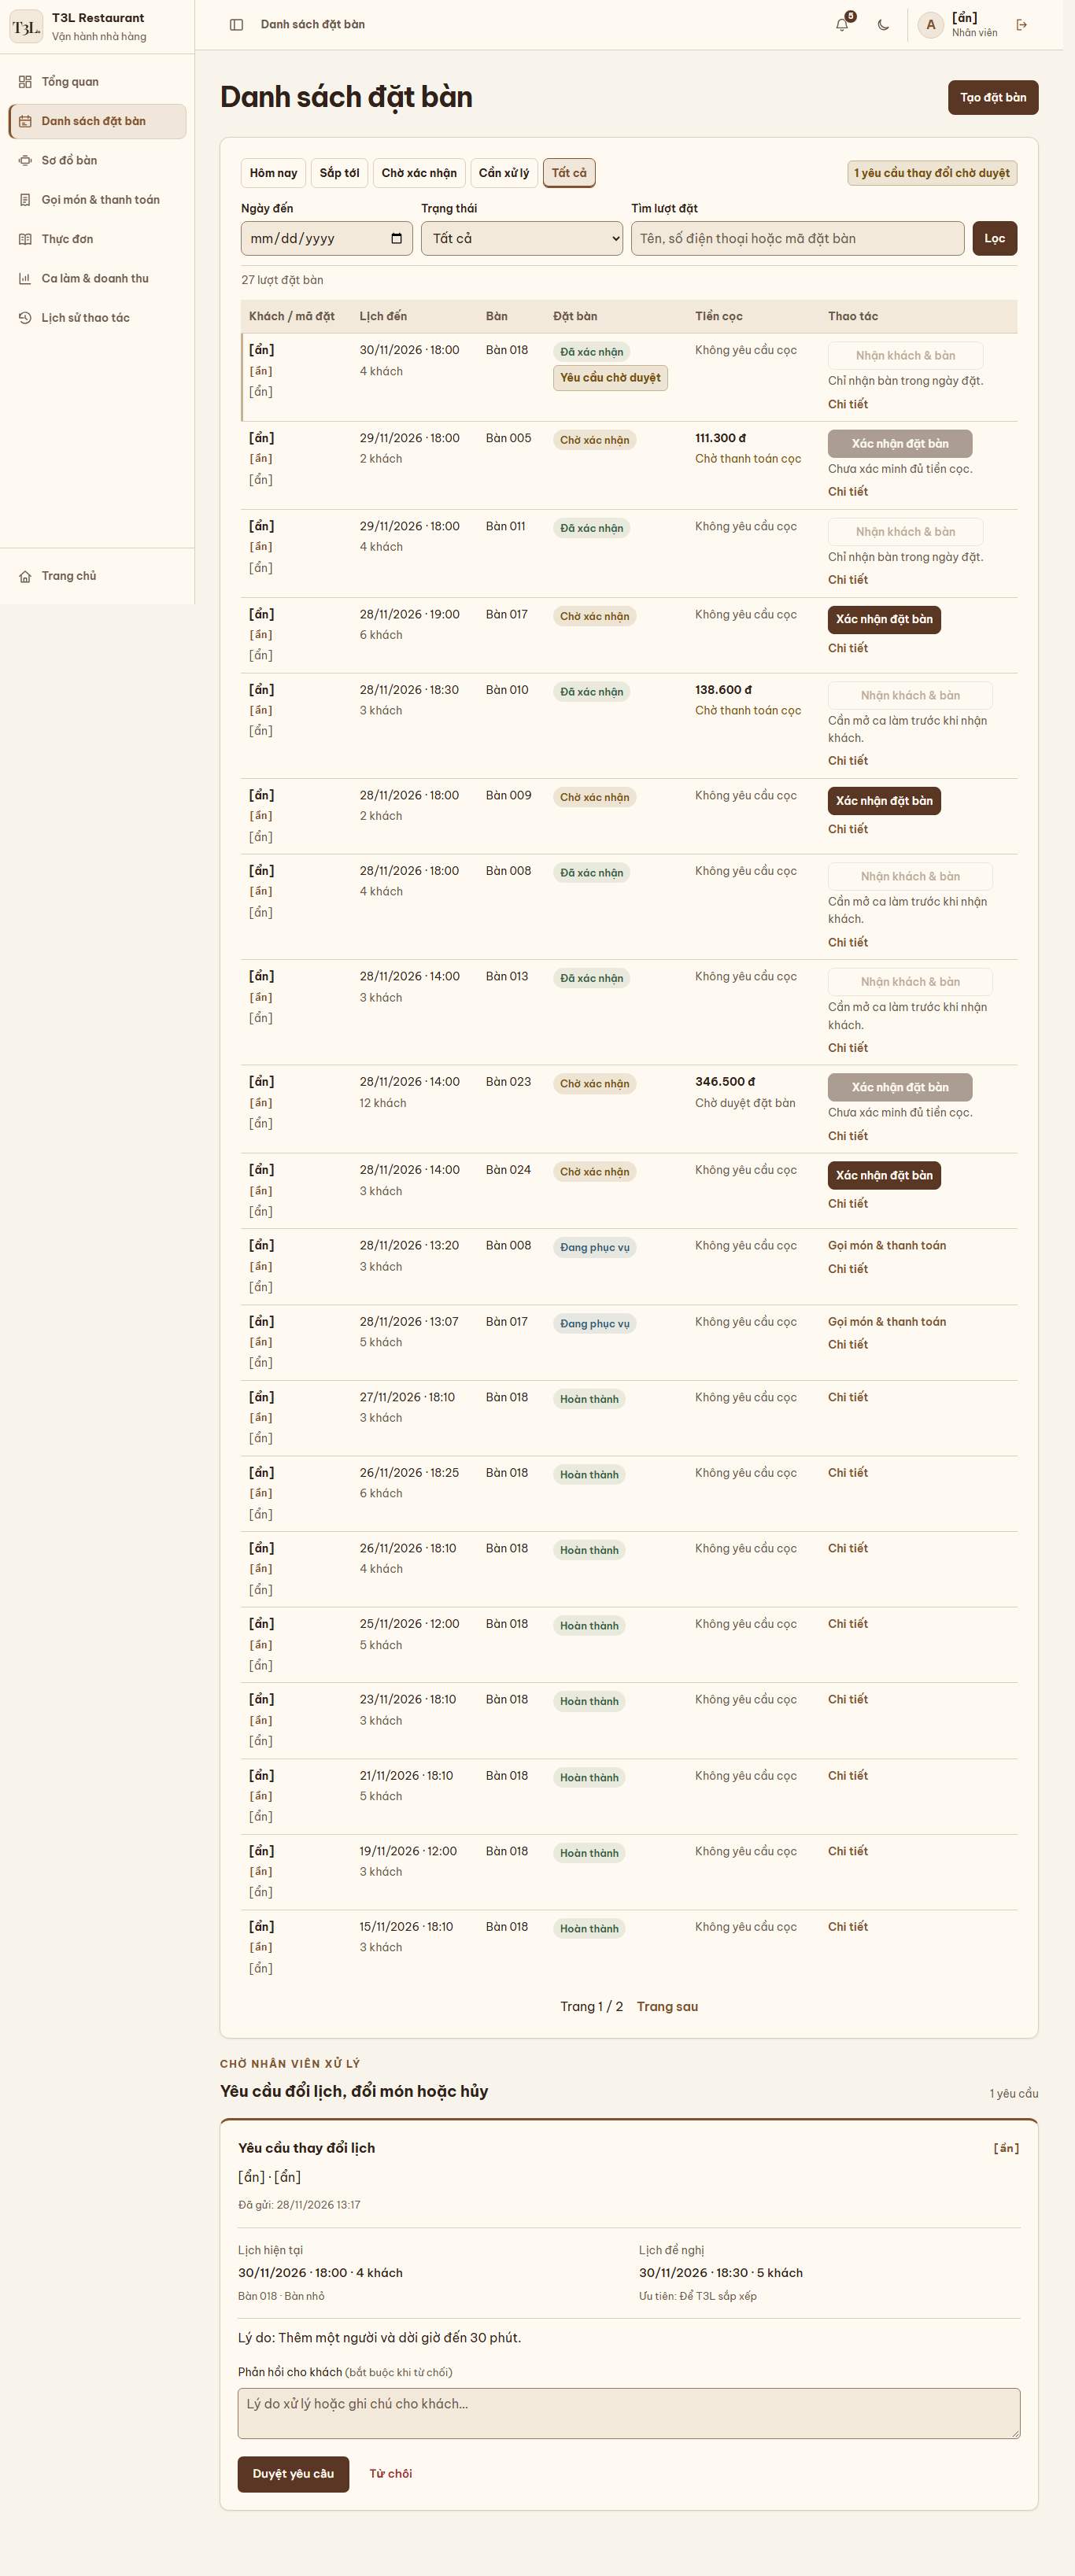 T3L
T3L Restaurant
Vận hành nhà hàng
Tổng quan
Danh sách đặt bàn
Sơ đồ bàn
Gọi món & thanh toán
Thực đơn
Ca làm & doanh thu
Lịch sử thao tác
Trang chủ
Danh sách đặt bàn
5
A
[ẩn]
Nhân viên
Danh sách đặt bàn
Tạo đặt bàn
Hôm nay Sắp tới Chờ xác nhận Cần xử lý Tất cả
1 yêu cầu thay đổi chờ duyệt
Ngày đến Trạng thái Tìm lượt đặt
mm/dd/yyyy Tất cả Tên, số điện thoại hoặc mã đặt bàn Lọc
27 lượt đặt bàn
Khách / mã đặt Lịch đến Bàn Đặt bàn Tiền cọc Thao tác
[ẩn] 30/11/2026 · 18:00 Bàn 018 Đã xác nhận Không yêu cầu cọc Nhận khách & bàn
[ẩn] 4 khách Yêu cầu chờ duyệt Chỉ nhận bàn trong ngày đặt.
[ẩn] Chi tiết
[ẩn] 29/11/2026 · 18:00 Bàn 005 Chờ xác nhận 111.300 đ Xác nhận đặt bàn
[ẩn] 2 khách Chờ thanh toán cọc Chưa xác minh đủ tiền cọc.
[ẩn] Chi tiết
[ẩn] 29/11/2026 · 18:00 Bàn 011 Đã xác nhận Không yêu cầu cọc Nhận khách & bàn
[ẩn] 4 khách Chỉ nhận bàn trong ngày đặt.
[ẩn] Chi tiết
[ẩn] 28/11/2026 · 19:00 Bàn 017 Chờ xác nhận Không yêu cầu cọc Xác nhận đặt bàn
[ẩn] 6 khách Chi tiết
[ẩn]
[ẩn] 28/11/2026 · 18:30 Bàn 010 Đã xác nhận 138.600 đ Nhận khách & bàn
[ẩn] 3 khách Chờ thanh toán cọc Cần mở ca làm trước khi nhận
[ẩn] khách.
Chi tiết
[ẩn] 28/11/2026 · 18:00 Bàn 009 Chờ xác nhận Không yêu cầu cọc Xác nhận đặt bàn
[ẩn] 2 khách Chi tiết
[ẩn]
[ẩn] 28/11/2026 · 18:00 Bàn 008 Đã xác nhận Không yêu cầu cọc Nhận khách & bàn
[ẩn] 4 khách Cần mở ca làm trước khi nhận
[ẩn] khách.
Chi tiết
[ẩn] 28/11/2026 · 14:00 Bàn 013 Đã xác nhận Không yêu cầu cọc Nhận khách & bàn
[ẩn] 3 khách Cần mở ca làm trước khi nhận
[ẩn] khách.
Chi tiết
[ẩn] 28/11/2026 · 14:00 Bàn 023 Chờ xác nhận 346.500 đ Xác nhận đặt bàn
[ẩn] 12 khách Chờ duyệt đặt bàn Chưa xác minh đủ tiền cọc.
[ẩn] Chi tiết
[ẩn] 28/11/2026 · 14:00 Bàn 024 Chờ xác nhận Không yêu cầu cọc Xác nhận đặt bàn
[ẩn] 3 khách Chi tiết
[ẩn]
[ẩn] 28/11/2026 · 13:20 Bàn 008 Đang phục vụ Không yêu cầu cọc Gọi món & thanh toán
[ẩn] 3 khách Chi tiết
[ẩn]
[ẩn] 28/11/2026 · 13:07 Bàn 017 Đang phục vụ Không yêu cầu cọc Gọi món & thanh toán
[ẩn] 5 khách Chi tiết
[ẩn]
[ẩn] 27/11/2026 · 18:10 Bàn 018 Hoàn thành Không yêu cầu cọc Chi tiết
[ẩn] 3 khách
[ẩn]
[ẩn] 26/11/2026 · 18:25 Bàn 018 Hoàn thành Không yêu cầu cọc Chi tiết
[ẩn] 6 khách
[ẩn]
[ẩn] 26/11/2026 · 18:10 Bàn 018 Hoàn thành Không yêu cầu cọc Chi tiết
[ẩn] 4 khách
[ẩn]
[ẩn] 25/11/2026 · 12:00 Bàn 018 Hoàn thành Không yêu cầu cọc Chi tiết
[ẩn] 5 khách
[ẩn]
[ẩn] 23/11/2026 · 18:10 Bàn 018 Hoàn thành Không yêu cầu cọc Chi tiết
[ẩn] 3 khách
[ẩn]
[ẩn] 21/11/2026 · 18:10 Bàn 018 Hoàn thành Không yêu cầu cọc Chi tiết
[ẩn] 5 khách
[ẩn]
[ẩn] 19/11/2026 · 12:00 Bàn 018 Hoàn thành Không yêu cầu cọc Chi tiết
[ẩn] 3 khách
[ẩn]
[ẩn] 15/11/2026 · 18:10 Bàn 018 Hoàn thành Không yêu cầu cọc Chi tiết
[ẩn] 3 khách
[ẩn]
Trang 1 / 2 Trang sau
CHỜ NHÂN VIÊN XỬ LÝ
Yêu cầu đổi lịch, đổi món hoặc hủy 1 yêu cầu
Yêu cầu thay đổi lịch [ẩn]
[ẩn] · [ẩn]
Đã gửi: 28/11/2026 13:17
Lịch hiện tại Lịch đề nghị
30/11/2026 · 18:00 · 4 khách 30/11/2026 · 18:30 · 5 khách
Bàn 018 · Bàn nhỏ Ưu tiên: Để T3L sắp xếp
Lý do: Thêm một người và dời giờ đến 30 phút.
Phản hồi cho khách (bắt buộc khi từ chối)
Lý do xử lý hoặc ghi chú cho khách...
Duyệt yêu cầu Từ chối